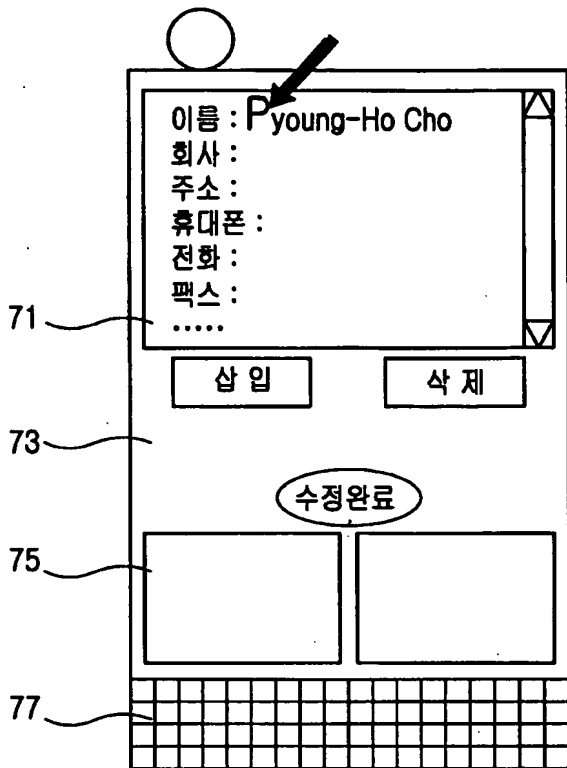 이름 : Pyoung-Ho Cho
회사 :
주소 :
휴대폰 :
전화 :
팩스 :
.....
71
삽 입
삭 제
73
수정완료
75
77